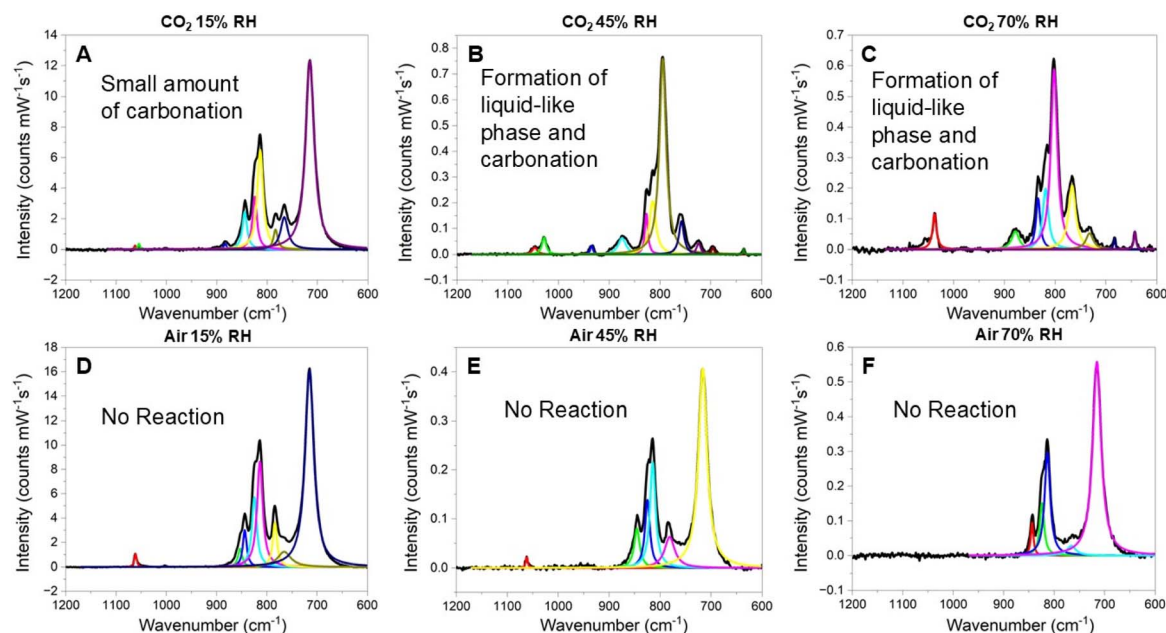 CO₂ 15% RH
A
Small amount
of carbonation
14
12
10
8
6
4
2
0
−2
Intensity (counts mW⁻¹s⁻¹)
1200 1100 1000 900 800 700 600
Wavenumber (cm⁻¹)
CO₂ 45% RH
B
Formation of
liquid-like
phase and
carbonation
0.8
0.7
0.6
0.5
0.4
0.3
0.2
0.1
0.0
−0.1
Intensity (counts mW⁻¹s⁻¹)
1200 1100 1000 900 800 700 600
Wavenumber (cm⁻¹)
CO₂ 70% RH
C
Formation of
liquid-like
phase and
carbonation
0.7
0.6
0.5
0.4
0.3
0.2
0.1
0.0
−0.1
Intensity (counts mW⁻¹s⁻¹)
1200 1100 1000 900 800 700 600
Wavenumber (cm⁻¹)
Air 15% RH
D
No Reaction
18
16
14
12
10
8
6
4
2
0
−2
Intensity (counts mW⁻¹s⁻¹)
1200 1100 1000 900 800 700 600
Wavenumber (cm⁻¹)
Air 45% RH
E
No Reaction
0.4
0.3
0.2
0.1
0.0
Intensity (counts mW⁻¹s⁻¹)
1200 1100 1000 900 800 700 600
Wavenumber (cm⁻¹)
Air 70% RH
F
No Reaction
0.6
0.5
0.4
0.3
0.2
0.1
0.0
−0.1
Intensity (counts mW⁻¹s⁻¹)
1200 1100 1000 900 800 700 600
Wavenumber (cm⁻¹)